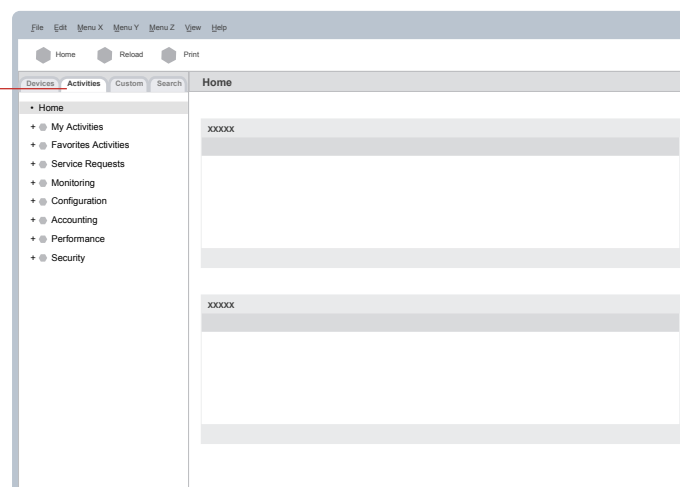 File Edit Menu X Menu Y Menu Z View Help
Home Reload Print
Devices Activities Custom Search
Home
• Home
+ My Activities
+ Favorites Activities
+ Service Requests
+ Monitoring
+ Configuration
+ Accounting
+ Performance
+ Security
xxxxx
xxxxx